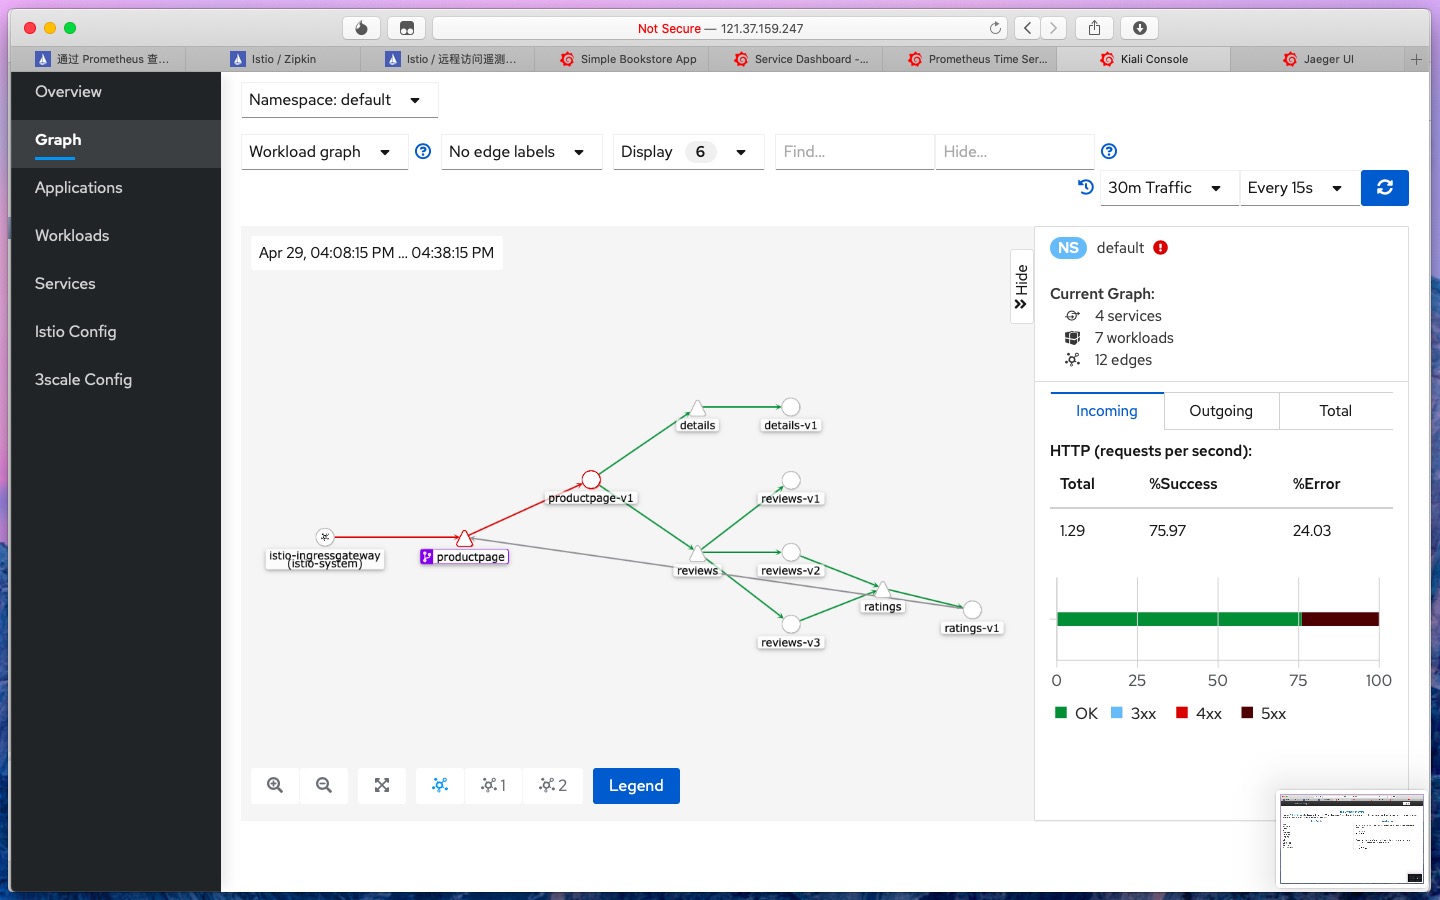 Not Secure — 121.37.159.247
通过 Prometheus 查...
Istio / Zipkin
Istio / 远程访问遥测...
Simple Bookstore App
Service Dashboard -...
Prometheus Time Ser...
Kiali Console
Jaeger UI
Overview
Graph
Applications
Workloads
Services
Istio Config
3scale Config
Namespace: default
Workload graph
No edge labels
Display 6
Find...
Hide...
30m Traffic
Every 15s
Apr 29, 04:08:15 PM ... 04:38:15 PM
Hide
details
details-v1
productpage-v1
reviews-v1
istio-ingressgateway
(istio-system)
productpage
reviews
reviews-v2
ratings
ratings-v1
reviews-v3
1
2
Legend
NS default
Current Graph:
4 services
7 workloads
12 edges
Incoming
Outgoing
Total
HTTP (requests per second):
Total %Success %Error
1.29 75.97 24.03
0 25 50 75 100
OK 3xx 4xx 5xx